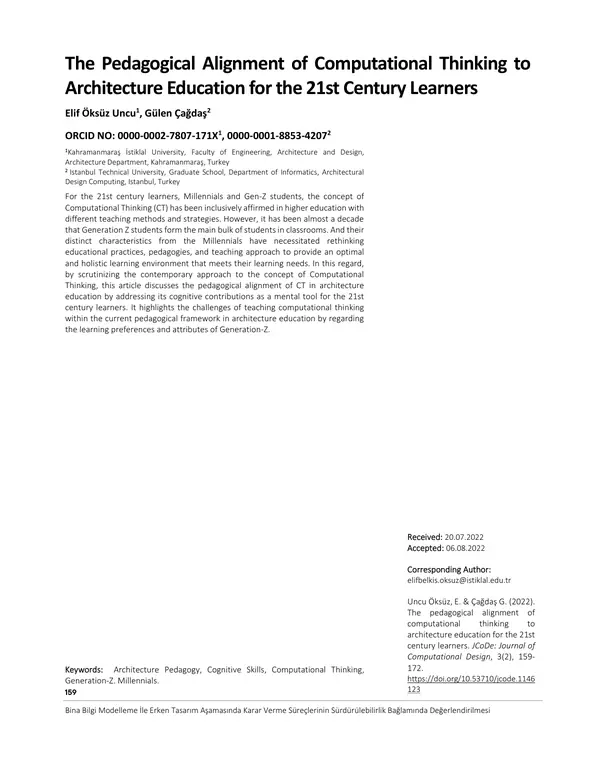 The Pedagogical Alignment of Computational Thinking to
Architecture Education for the 21st Century Learners
Elif Öksüz Uncu1, Gülen Çağdaş2
ORCID NO: 0000-0002-7807-171X1, 0000-0001-8853-42072
1Kahramanmaraş İstiklal University, Faculty of Engineering, Architecture and Design,
Architecture Department, Kahramanmaraş, Turkey
2 Istanbul Technical University, Graduate School, Department of Informatics, Architectural
Design Computing, Istanbul, Turkey
For the 21st century learners, Millennials and Gen-Z students, the concept of
Computational Thinking (CT) has been inclusively affirmed in higher education with
different teaching methods and strategies. However, it has been almost a decade
that Generation Z students form the main bulk of students in classrooms. And their
distinct characteristics from the Millennials have necessitated rethinking
educational practices, pedagogies, and teaching approach to provide an optimal
and holistic learning environment that meets their learning needs. In this regard,
by scrutinizing the contemporary approach to the concept of Computational
Thinking, this article discusses the pedagogical alignment of CT in architecture
education by addressing its cognitive contributions as a mental tool for the 21st
century learners. It highlights the challenges of teaching computational thinking
within the current pedagogical framework in architecture education by regarding
the learning preferences and attributes of Generation-Z.
Received: 20.07.2022
Accepted: 06.08.2022
Corresponding Author:
elifbelkis.oksuz@istiklal.edu.tr
Uncu Öksüz, E. & Çağdaş G. (2022).
The pedagogical alignment of
computational thinking to
architecture education for the 21st
century learners. JCoDe: Journal of
Computational Design, 3(2), 159-
172.
https://doi.org/10.53710/jcode.1146
123
Keywords: Architecture Pedagogy, Cognitive Skills, Computational Thinking,
Generation-Z. Millennials.
159
Bina Bilgi Modelleme İle Erken Tasarım Aşamasında Karar Verme Süreçlerinin Sürdürülebilirlik Bağlamında Değerlendirilmesi